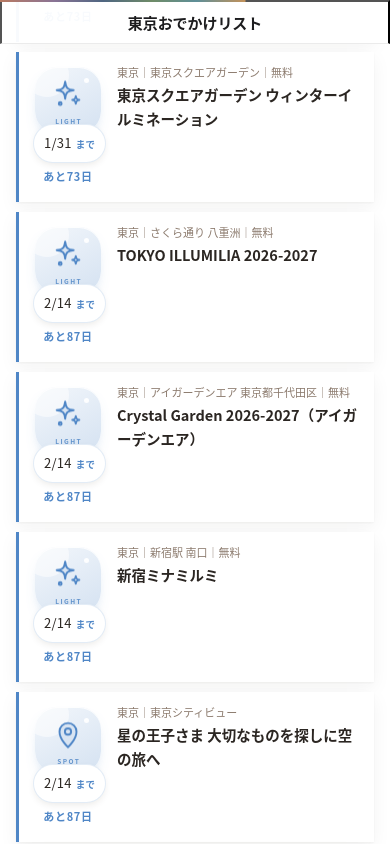 東京おでかけリスト
東京｜東京スクエアガーデン｜無料
東京スクエアガーデン ウィンターイ
ルミネーション
LIGHT
1/31 まで
あと73日
東京｜さくら通り 八重洲｜無料
TOKYO ILLUMILIA 2026-2027
LIGHT
2/14 まで
あと87日
東京｜アイガーデンエア 東京都千代田区｜無料
Crystal Garden 2026-2027（アイガ
ーデンエア）
LIGHT
2/14 まで
あと87日
東京｜新宿駅 南口｜無料
新宿ミナミルミ
LIGHT
2/14 まで
あと87日
東京｜東京シティビュー
星の王子さま 大切なものを探しに空
の旅へ
SPOT
2/14 まで
あと87日